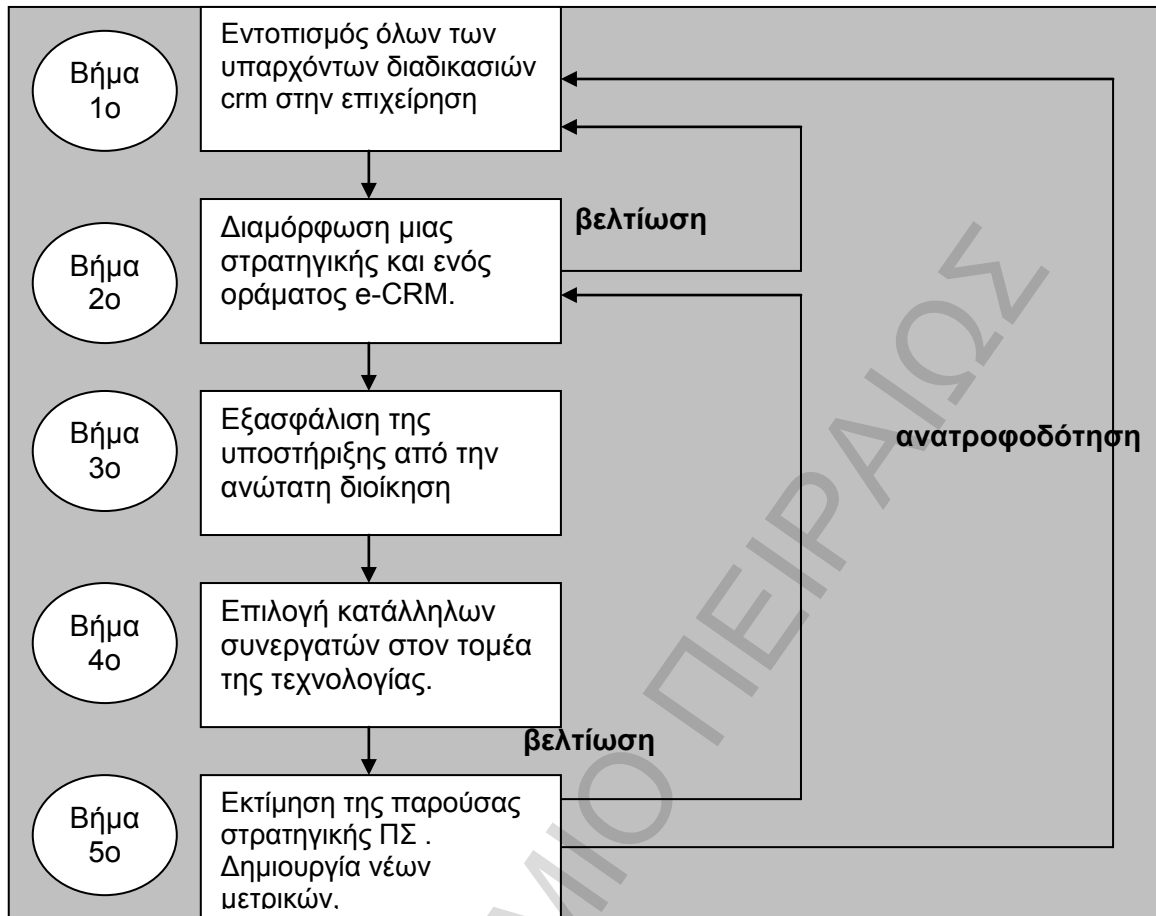 Βήμα
1ο
Εντοπισμός όλων των
υπαρχόντων διαδικασιών
crm στην επιχείρηση
Βήμα
2ο
Διαμόρφωση μιας
στρατηγικής και ενός
οράματος e-CRM.
βελτίωση
Βήμα
3ο
Εξασφάλιση της
υποστήριξης από την
ανώτατη διοίκηση
ανατροφοδότηση
Βήμα
4ο
Επιλογή κατάλληλων
συνεργατών στον τομέα
της τεχνολογίας.
βελτίωση
Βήμα
5ο
Εκτίμηση της παρούσας
στρατηγικής ΠΣ .
Δημιουργία νέων
μετρικών,
ΜΙΟ ΠΕΙΡΑΙΩΣ